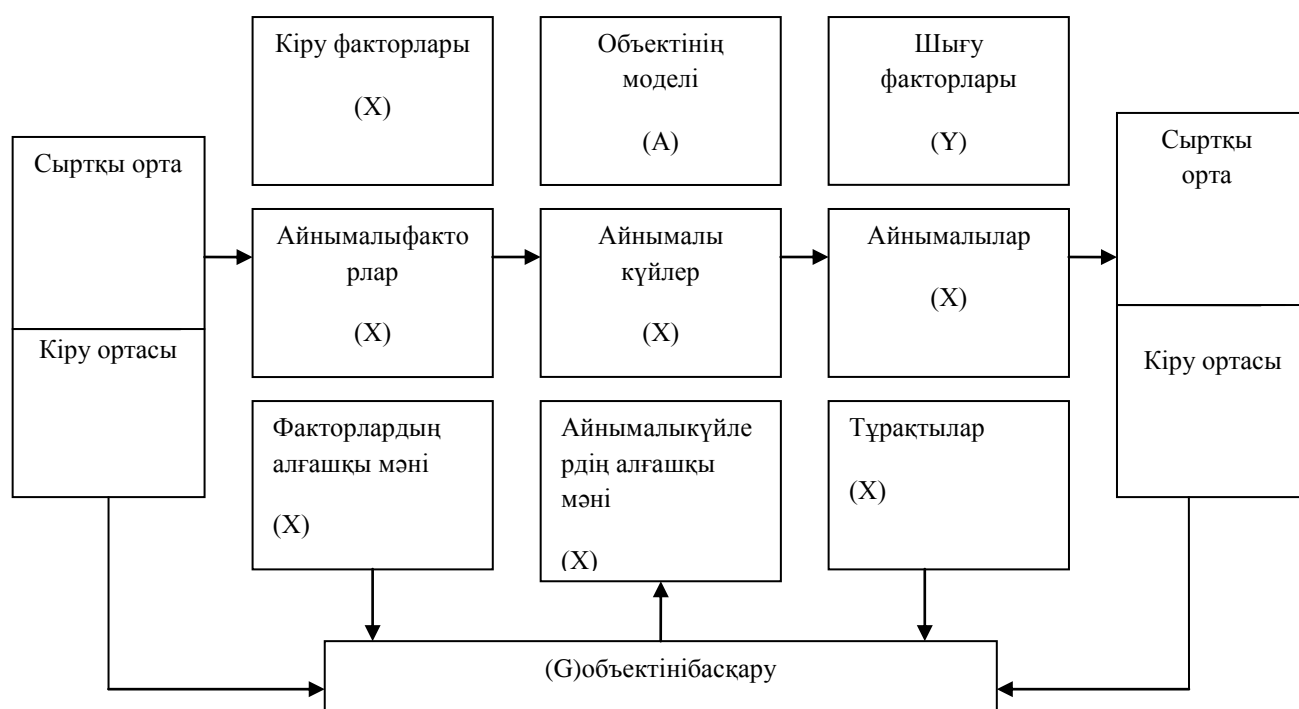 Кіру факторлары
(X)
Объектінің
моделі
(A)
Шығу
факторлары
(Y)
Сыртқы орта
Кіру ортасы
Айнымалыфакто
рлар
(X)
Айнымалы
күйлер
(X)
Айнымалылар
(X)
Сыртқы
орта
Кіру ортасы
Факторлардың
алғашқы мәні
(X)
Айнымалыкүйле
рдің алғашқы
мәні
(X)
Тұрақтылар
(X)
(G)объектінібасқару